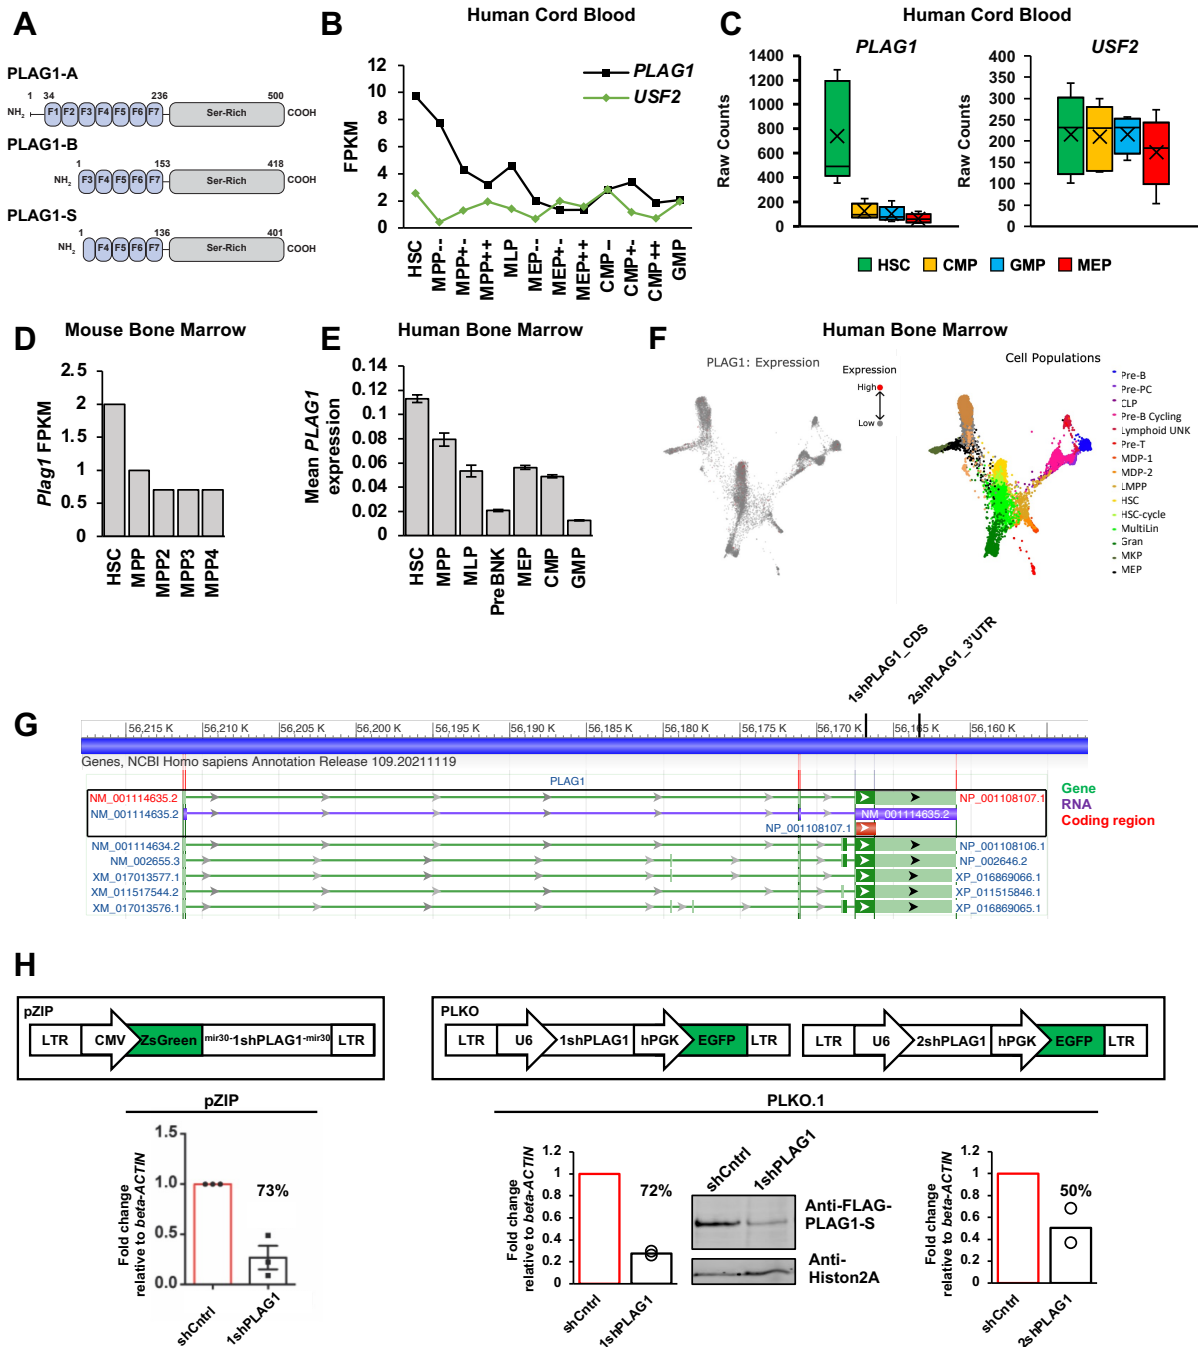 A
PLAG1-A
1 34 236 500
NH2 F1 F2 F3 F4 F5 F6 F7 Ser-Rich COOH
PLAG1-B
1 153 418
NH2 F3 F4 F5 F6 F7 Ser-Rich COOH
PLAG1-S
1 136 401
NH2 F4 F5 F6 F7 Ser-Rich COOH
B
Human Cord Blood
PLAG1
USF2
FPKM
12
10
8
6
4
2
0
HSC
MPP--
MPP+-
MPP++
MLP
MEP--
MEP+-
MEP++
CMP–
CMP+-
CMP++
GMP
C
Human Cord Blood
PLAG1
Raw Counts
1400
1200
1000
800
600
400
200
0
USF2
Raw Counts
400
350
300
250
200
150
100
50
0
HSC CMP GMP MEP
D
Mouse Bone Marrow
Plag1 FPKM
2.5
2
1.5
1
0.5
0
HSC
MPP
MPP2
MPP3
MPP4
E
Human Bone Marrow
Mean PLAG1
expression
0.14
0.12
0.1
0.08
0.06
0.04
0.02
0
HSC
MPP
MLP
PreBNK
MEP
CMP
GMP
F
Human Bone Marrow
PLAG1: Expression
Expression
High
Low
Cell Populations
Pre-B
Pre-PC
CLP
Pre-B Cycling
Lymphoid UNK
Pre-T
MDP-1
MDP-2
LMPP
HSC
HSC-cycle
MultiLin
Gran
MKP
MEP
G
1shPLAG1_CDS
2shPLAG1_3'UTR
56,215 K 56,210 K 56,205 K 56,200 K 56,195 K 56,190 K 56,185 K 56,180 K 56,175 K 56,170 K 56,165 K 56,160 K
Genes, NCBI Homo sapiens Annotation Release 109.20211119
PLAG1
NM_001114635.2 NP_001108107.1
NM_001114635.2 NM_001114635.2
NP_001108107.1
NM_001114634.2 NP_001108106.1
NM_002655.3 NP_002646.2
XM_017013577.1 XP_016869066.1
XM_011517544.2 XP_011515846.1
XM_017013576.1 XP_016869065.1
Gene
RNA
Coding region
H
pZIP
LTR CMV ZsGreen mir30-1shPLAG1-mir30 LTR
PLKO
LTR U6 1shPLAG1 hPGK EGFP LTR
LTR U6 2shPLAG1 hPGK EGFP LTR
pZIP
Fold change
relative to beta-ACTIN
1.5
1.0
0.5
0.0
73%
shCntrl
1shPLAG1
PLKO.1
Fold change
relative to beta-ACTIN
1.2
1
0.8
0.6
0.4
0.2
0
72%
shCntrl
1shPLAG1
shCntrl
1shPLAG1
Anti-FLAG-
PLAG1-S
Anti-
Histon2A
Fold change
relative to beta-ACTIN
1.2
1
0.8
0.6
0.4
0.2
0
50%
shCntrl
2shPLAG1